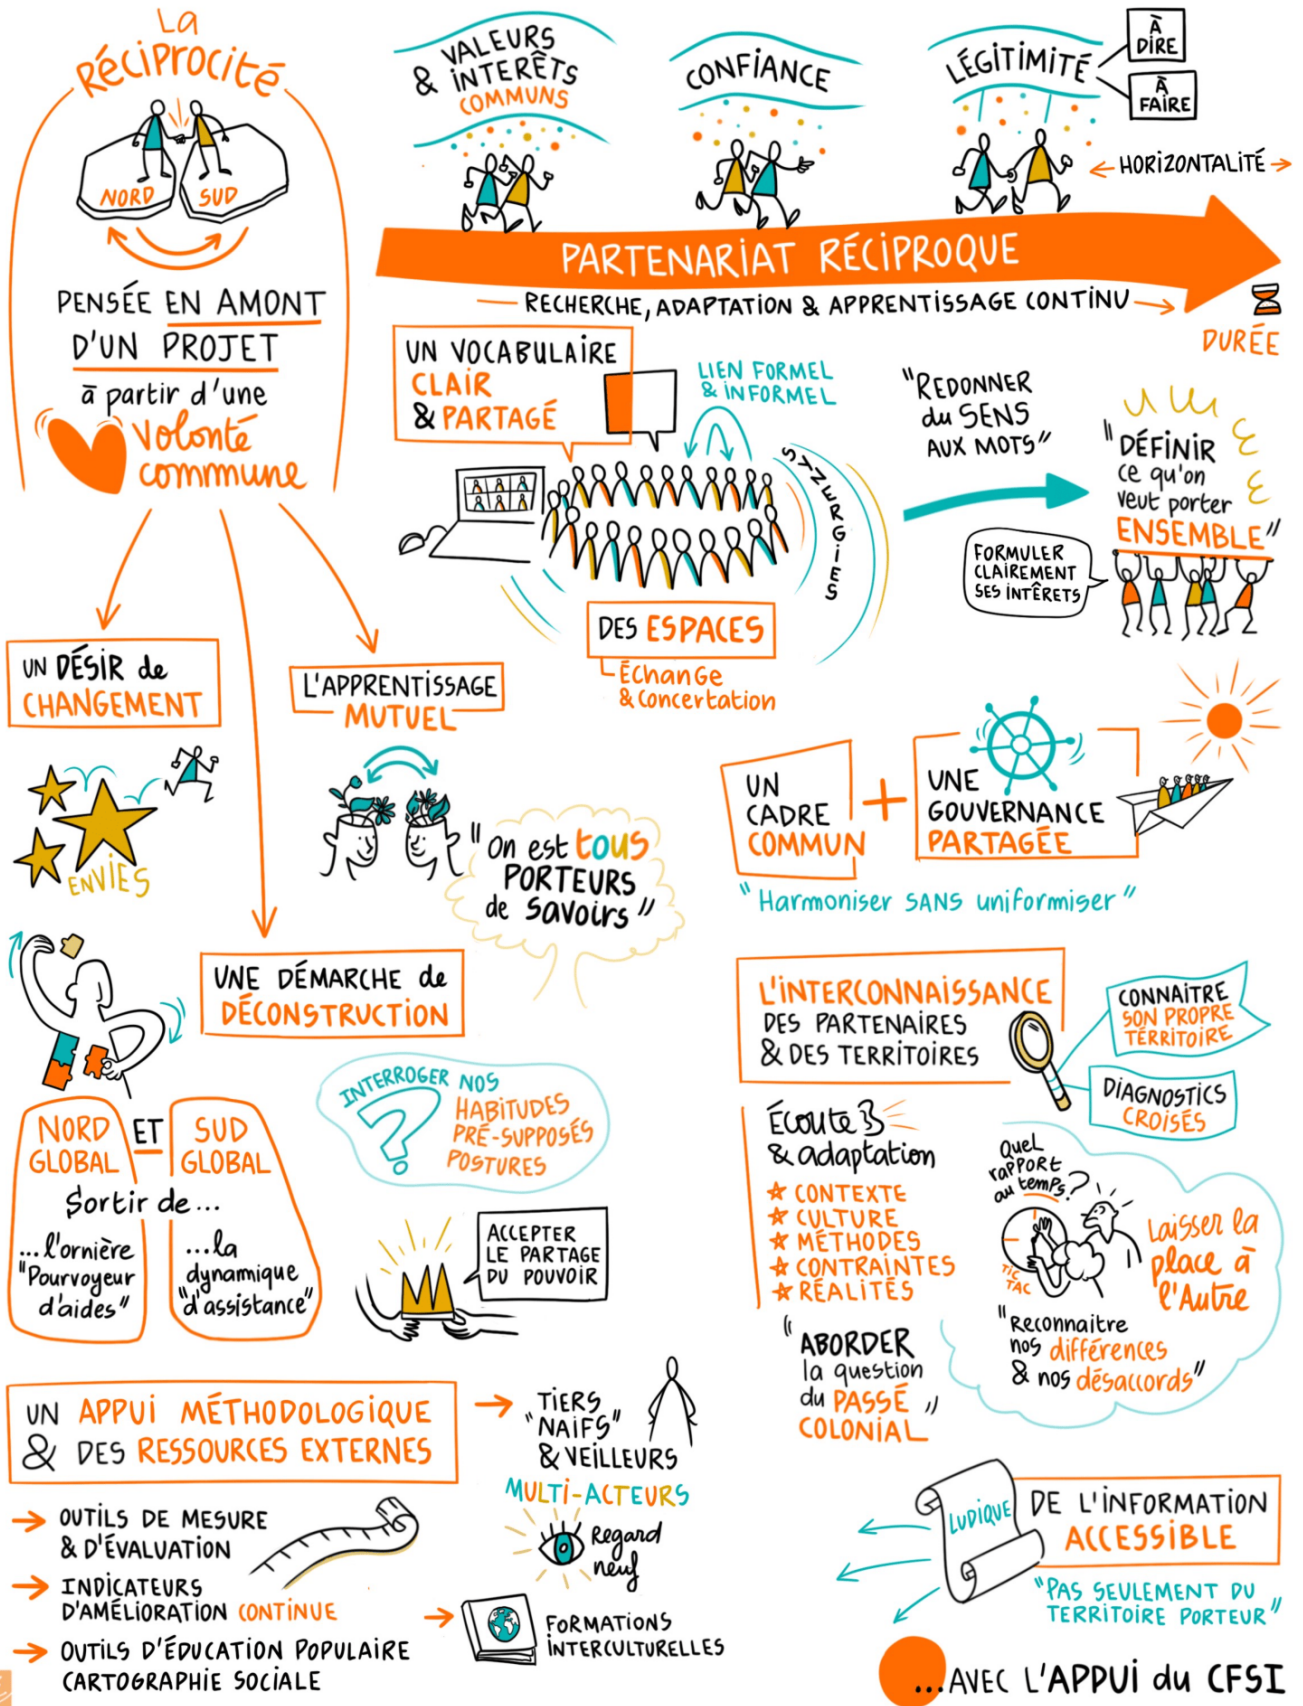 La
RÉCIPROCITÉ
NORD
SUD
PENSÉE EN AMONT
D'UN PROJET
à partir d'une
Volonté
commune
VALEURS
& INTERÊTS
COMMUNS
CONFIANCE
LÉGITIMITÉ
À
DIRE
À
FAIRE
HORIZONTALITÉ
PARTENARIAT RÉCIPROQUE
RECHERCHE, ADAPTATION & APPRENTISSAGE CONTINU
DURÉE
UN VOCABULAIRE
CLAIR
& PARTAGÉ
LIEN FORMEL
& INFORMEL
SYNERGIES
DES ESPACES
Échange
& Concertation
"REDONNER
du SENS
AUX MOTS"
"DÉFINIR
ce qu'on
veut porter
ENSEMBLE"
FORMULER
CLAIREMENT
SES INTÊRETS
UN DÉSIR de
CHANGEMENT
ENVIES
L'APPRENTISSAGE
MUTUEL
"On est tous
PORTEURS
de savoirs"
UNE DÉMARCHE de
DÉCONSTRUCTION
INTERROGER NOS
HABITUDES
PRÉ-SUPPOSÉS
POSTURES
?
NORD
GLOBAL
ET
SUD
GLOBAL
Sortir de...
...l'ornière
"Pourvoyeur
d'aides"
...la
dynamique
"d'assistance"
ACCEPTER
LE PARTAGE
DU POUVOIR
UN
CADRE
COMMUN
+
UNE
GOUVERNANCE
PARTAGÉE
"Harmoniser SANS uniformiser"
L'INTERCONNAISSANCE
DES PARTENAIRES
& DES TERRITOIRES
CONNAITRE
SON PROPRE
TERRITOIRE
DIAGNOSTICS
CROISÉS
Écoute
& adaptation
CONTEXTE
CULTURE
MÉTHODES
CONTRAINTES
RÉALITÉS
Quel
rapport
au temps?
TIC
TAC
Laisser la
place à
l'Autre
"Reconnaitre
nos différences
& nos désaccords"
"ABORDER
la question
du PASSÉ
COLONIAL"
UN APPUI MÉTHODOLOGIQUE
& DES RESSOURCES EXTERNES
OUTILS DE MESURE
& D'ÉVALUATION
INDICATEURS
D'AMÉLIORATION CONTINUE
OUTILS D'ÉDUCATION POPULAIRE
CARTOGRAPHIE SOCIALE
TIERS
"NAIFS"
& VEILLEURS
MULTI-ACTEURS
Regard
neuf
FORMATIONS
INTERCULTURELLES
LUDIQUE
DE L'INFORMATION
ACCESSIBLE
"PAS SEULEMENT DU
TERRITOIRE PORTEUR"
...AVEC L'APPUI du CFSI